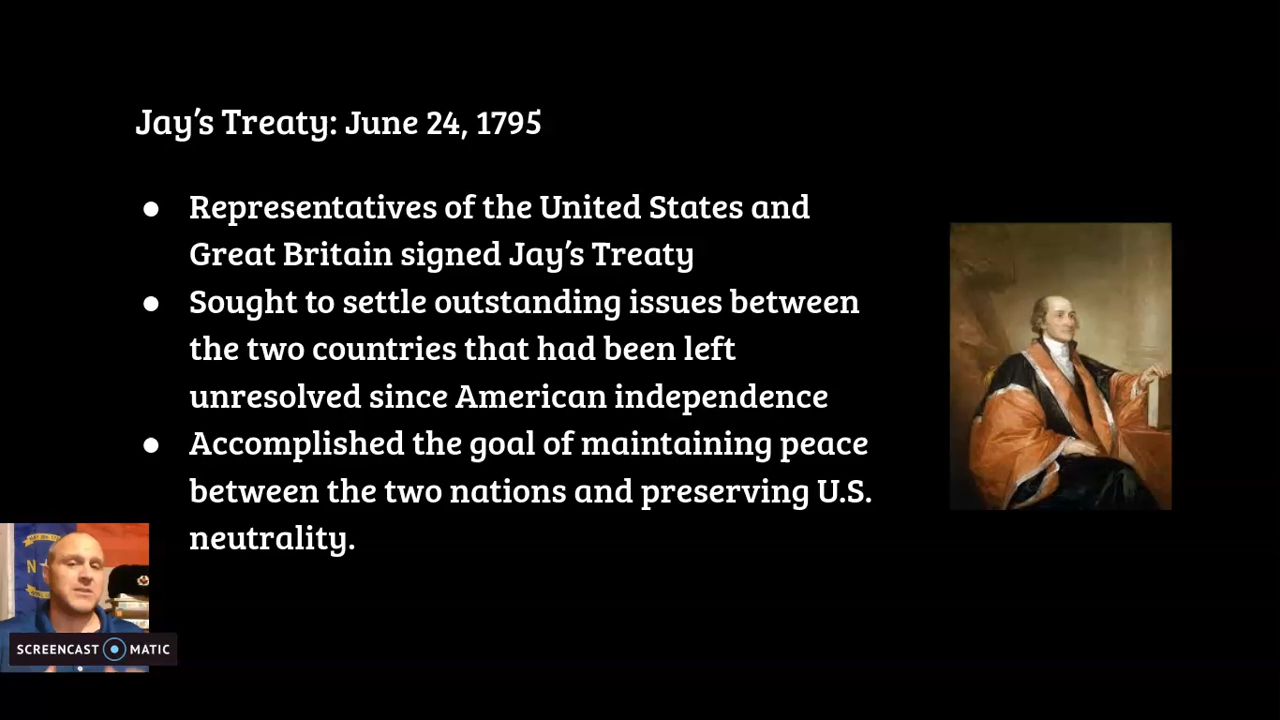 Jay's Treaty: June 24, 1795
● Representatives of the United States and
Great Britain signed Jay's Treaty
● Sought to settle outstanding issues between
the two countries that had been left
unresolved since American independence
● Accomplished the goal of maintaining peace
between the two nations and preserving U.S.
neutrality.
N
SCREENCAST MATIC